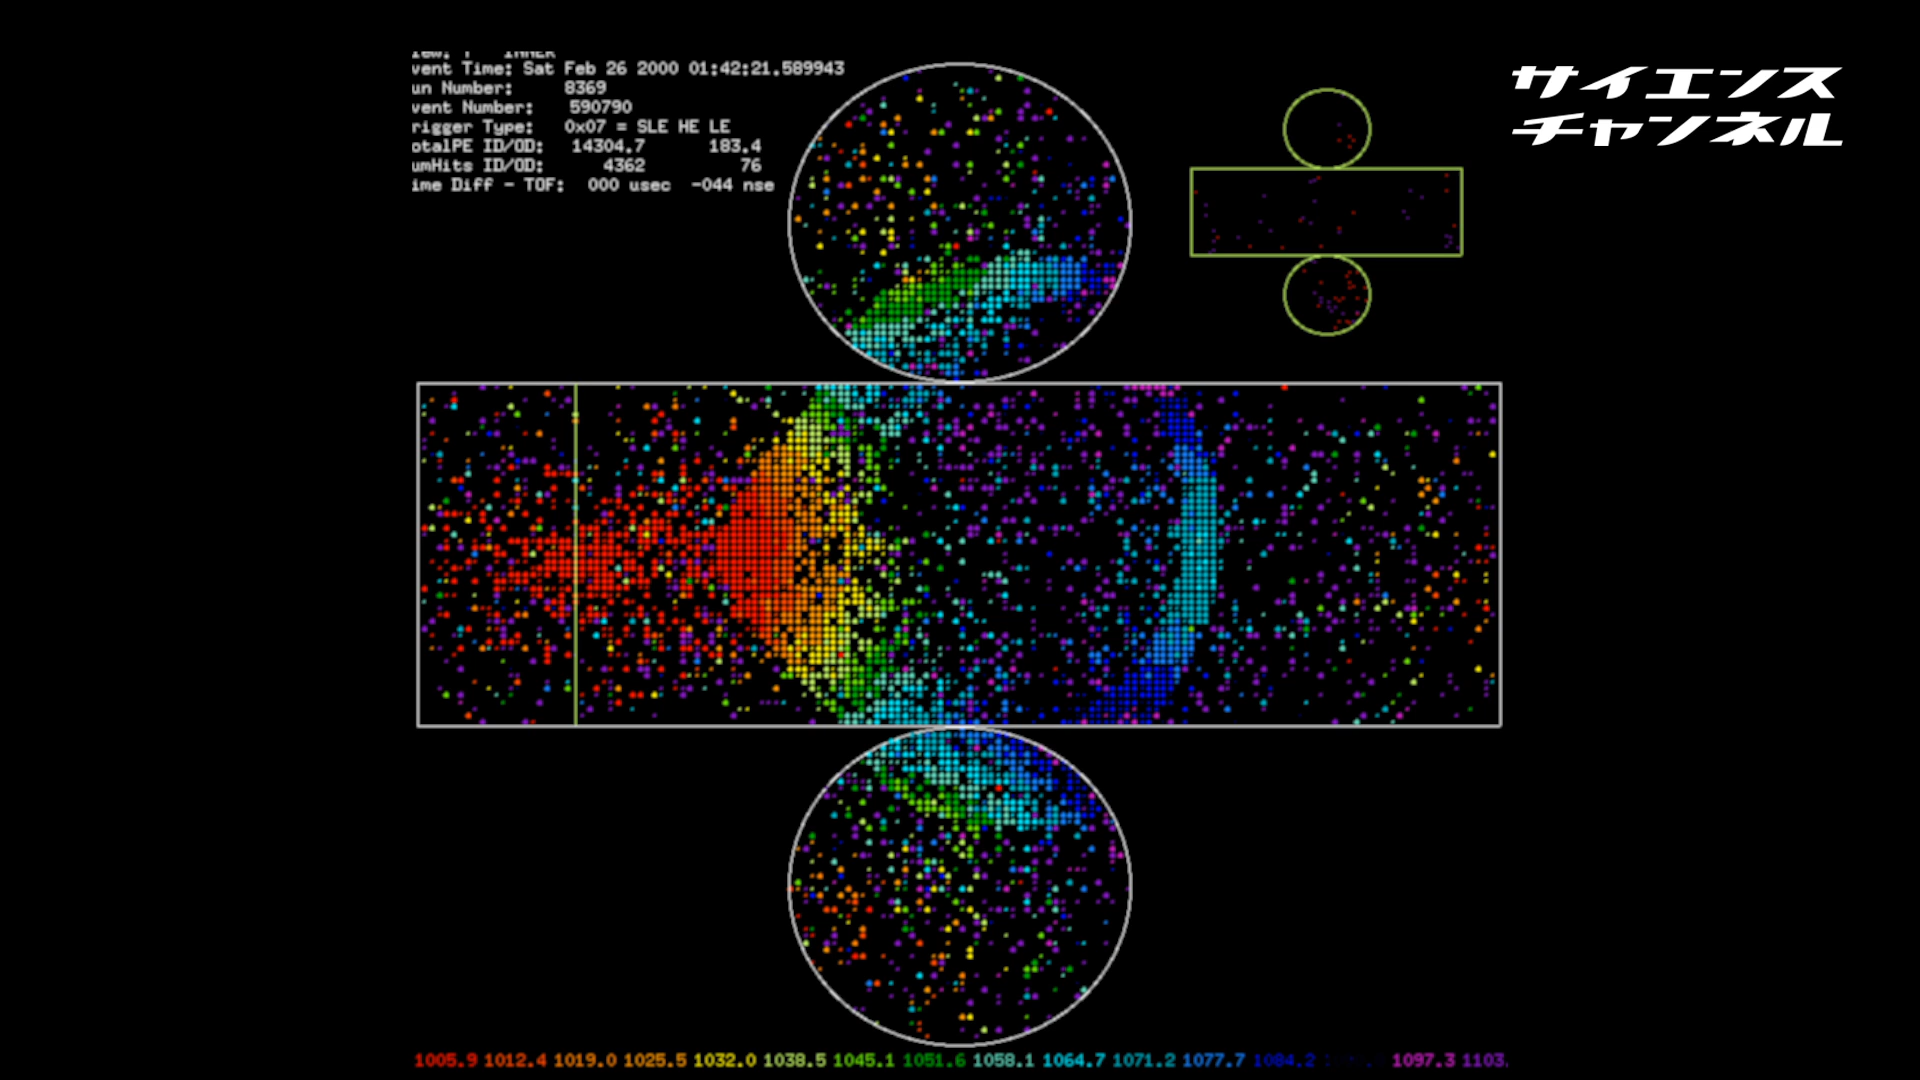 vent Time: Sat Feb 26 2000 01:42:21.589943
un Number: 8369
vent Number: 590790
rigger Type: 0x07 = SLE HE LE
otalPE ID/OD: 14304.7 183.4
umHits ID/OD: 4362 76
ime Diff - TOF: 000 usec -044 nse
サイエンス
チャンネル
1005.9 1012.4 1019.0 1025.5 1032.0 1038.5 1045.1 1051.6 1058.1 1064.7 1071.2 1077.7 1084.2 1097.3 1103.